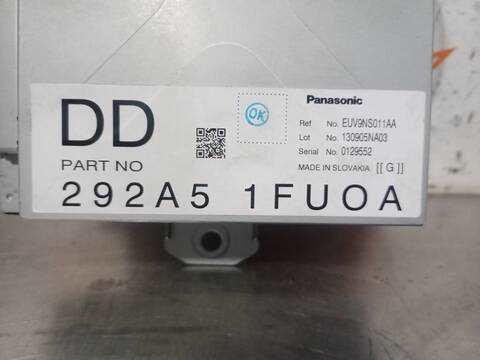 DD
PART NO
292A5 1FUOA
OK
Panasonic
Ref No. EUV9NS011AA
Lot No. 130905NA03
Serial No. 0129552
MADE IN SLOVAKIA [[G]]